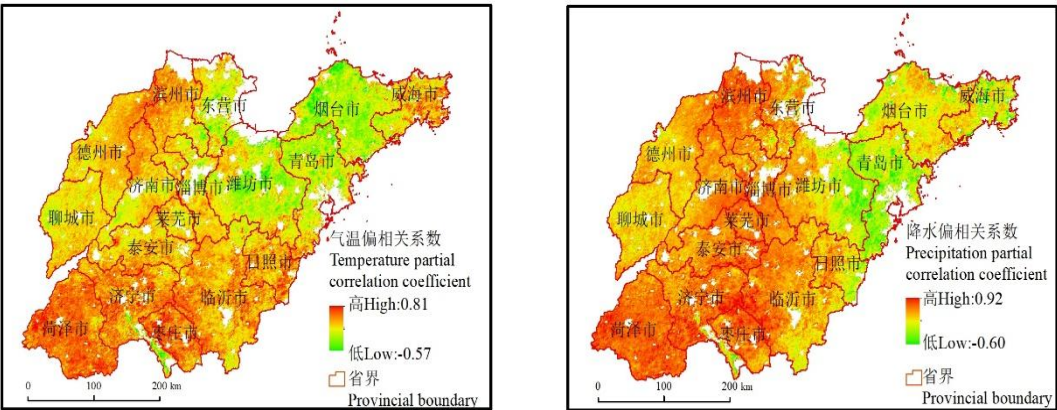 滨州市
东营市
烟台市
威海市
德州市
青岛市
济南市
淄博市
潍坊市
聊城市
莱芜市
泰安市
日照市
济宁市
临沂市
菏泽市
枣庄市
气温偏相关系数
Temperature partial
correlation coefficient
高High:0.81
低Low:-0.57
省界
Provincial boundary
0 100 200 km
滨州市
东营市
烟台市
威海市
德州市
青岛市
济南市
淄博市
潍坊市
聊城市
莱芜市
泰安市
日照市
济宁市
临沂市
菏泽市
枣庄市
降水偏相关系数
Precipitation partial
correlation coefficient
高High:0.92
低Low:-0.60
省界
Provincial boundary
0 100 200 km